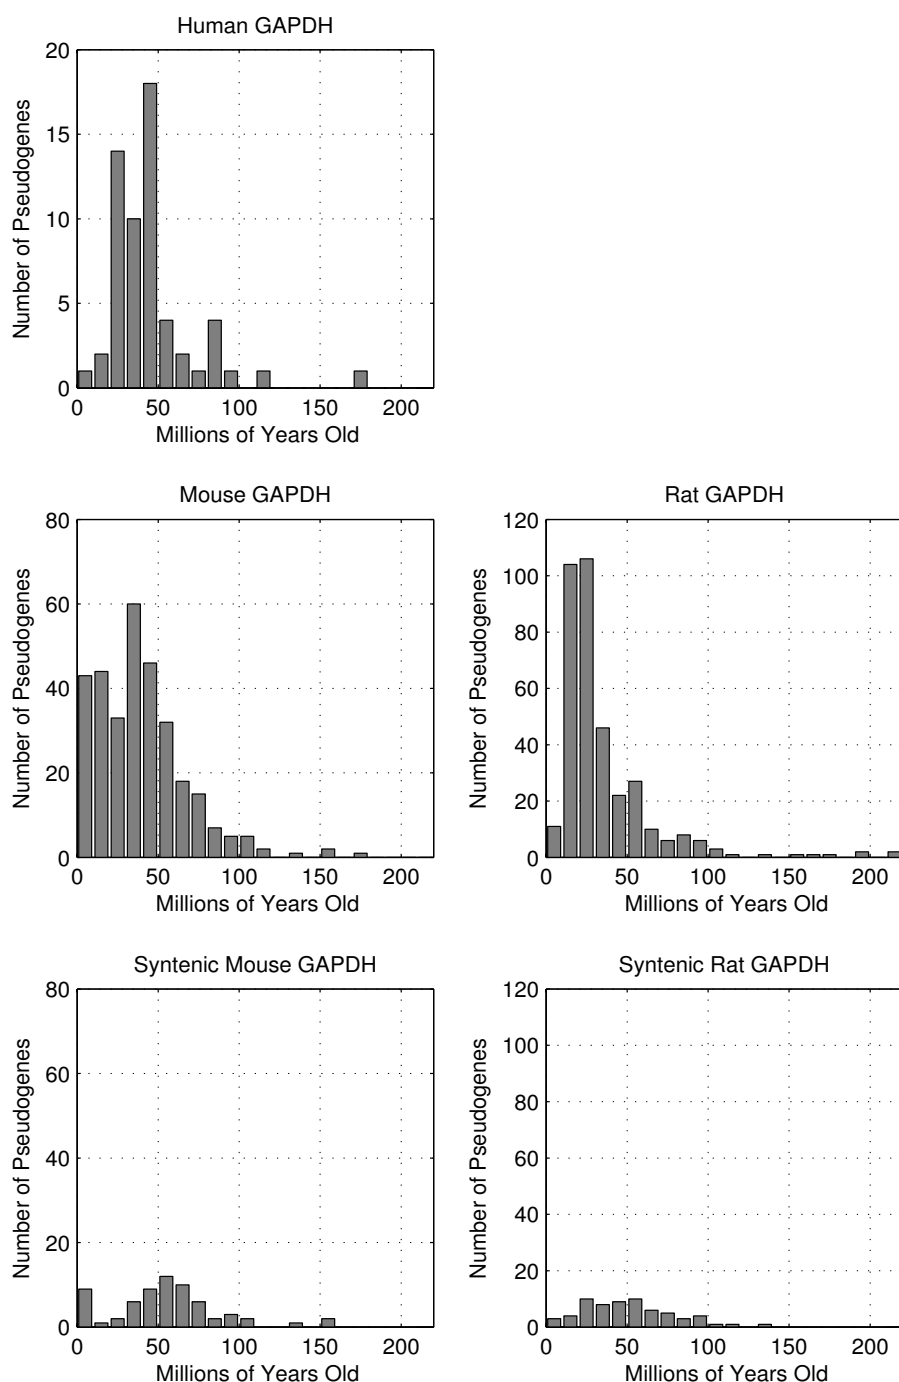 Human GAPDH
20
15
10
5
0
0 50 100 150 200
Number of Pseudogenes
Millions of Years Old
Mouse GAPDH
80
60
40
20
0
0 50 100 150 200
Number of Pseudogenes
Millions of Years Old
Rat GAPDH
120
100
80
60
40
20
0
0 50 100 150 200
Number of Pseudogenes
Millions of Years Old
Syntenic Mouse GAPDH
80
60
40
20
0
0 50 100 150 200
Number of Pseudogenes
Millions of Years Old
Syntenic Rat GAPDH
120
100
80
60
40
20
0
0 50 100 150 200
Number of Pseudogenes
Millions of Years Old